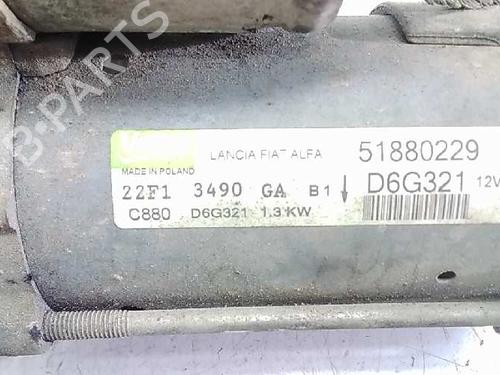 B-PARTS
LANCIA FIAT ALFA 51880229
MADE IN POLAND
22F1 3490 GA B1 D6G321 12V
C880 D6G321 1.3 KW